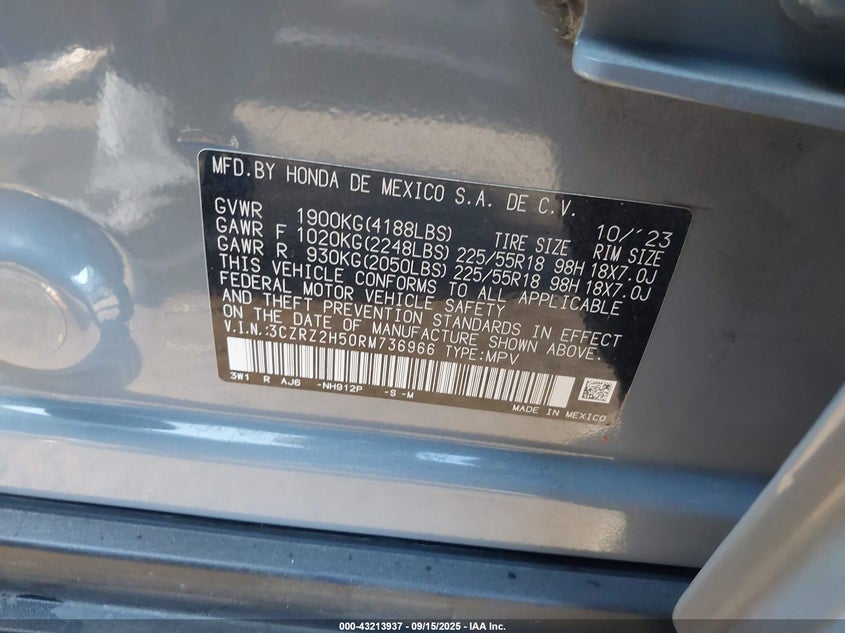 MFD.BY HONDA DE MEXICO S.A. DE C.V. 10/'23
GVWR 1900KG(4188LBS) TIRE SIZE RIM SIZE
GAWR F 1020KG(2248LBS) 225/55R18 98H 18X7.0J
GAWR R 930KG(2050LBS) 225/55R18 98H 18X7.0J
THIS VEHICLE CONFORMS TO ALL APPLICABLE
FEDERAL MOTOR VEHICLE SAFETY
AND THEFT PREVENTION STANDARDS IN EFFECT
ON THE DATE OF MANUFACTURE SHOWN ABOVE.
V.I.N.:3CZRZ2H50RM736966 TYPE:MPV
3W1 R AJ6 -NH912P -S -M
MADE IN MEXICO
000-43213937 - 09/15/2025 - IAA Inc.